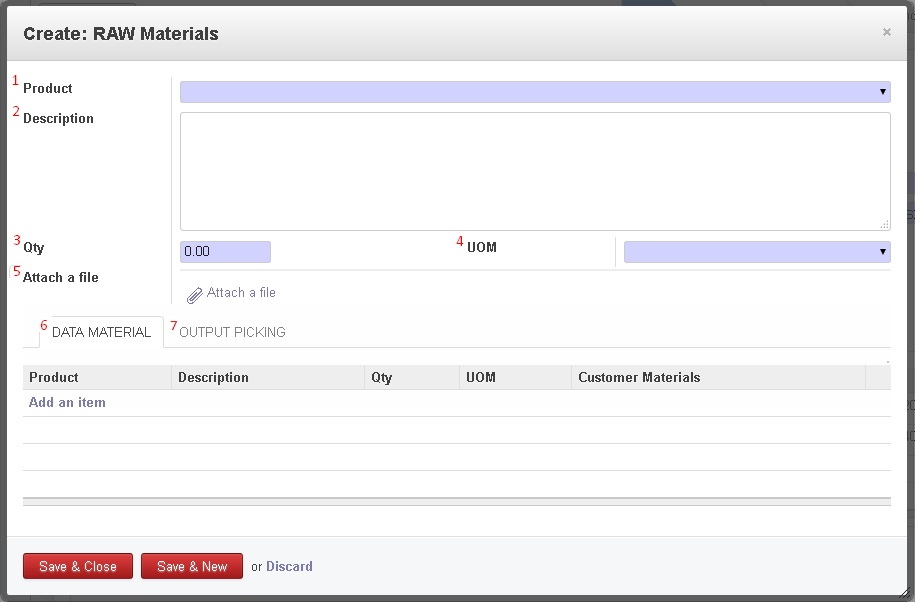 Create: RAW Materials ×
1 Product
2 Description
3 Qty 0.00 4 UOM
5 Attach a file
Attach a file
6 DATA MATERIAL 7 OUTPUT PICKING
Product Description Qty UOM Customer Materials
Add an item
Save & Close Save & New or Discard